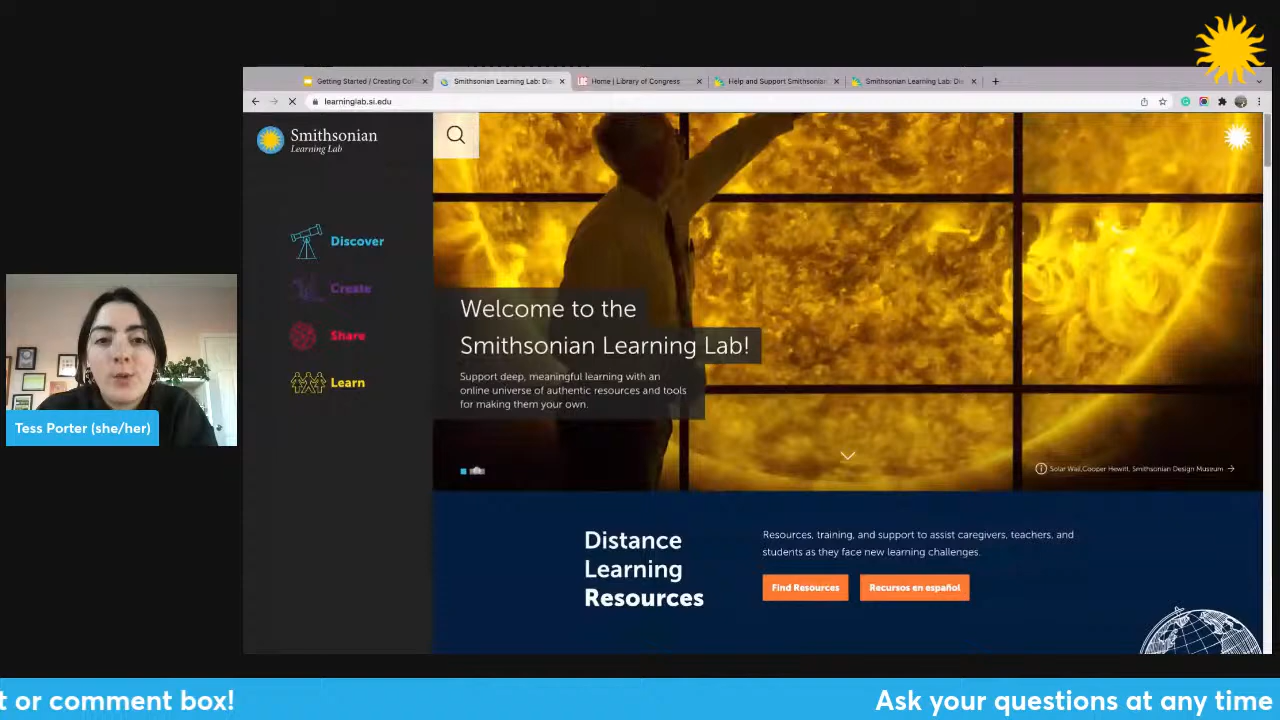 Getting Started / Creating Col
Smithsonian Learning Lab: Dis
Home | Library of Congress
Help and Support Smithsonian
Smithsonian Learning Lab: Dis
learninglab.si.edu
Smithsonian
Learning Lab
Discover
Create
Share
Learn
Welcome to the
Smithsonian Learning Lab!
Support deep, meaningful learning with an
online universe of authentic resources and tools
for making them your own.
Solar Wall,Cooper Hewitt, Smithsonian Design Museum
Distance
Learning
Resources
Resources, training, and support to assist caregivers, teachers, and
students as they face new learning challenges.
Find Resources
Recursos en español
Tess Porter (she/her)
t or comment box!
Ask your questions at any time